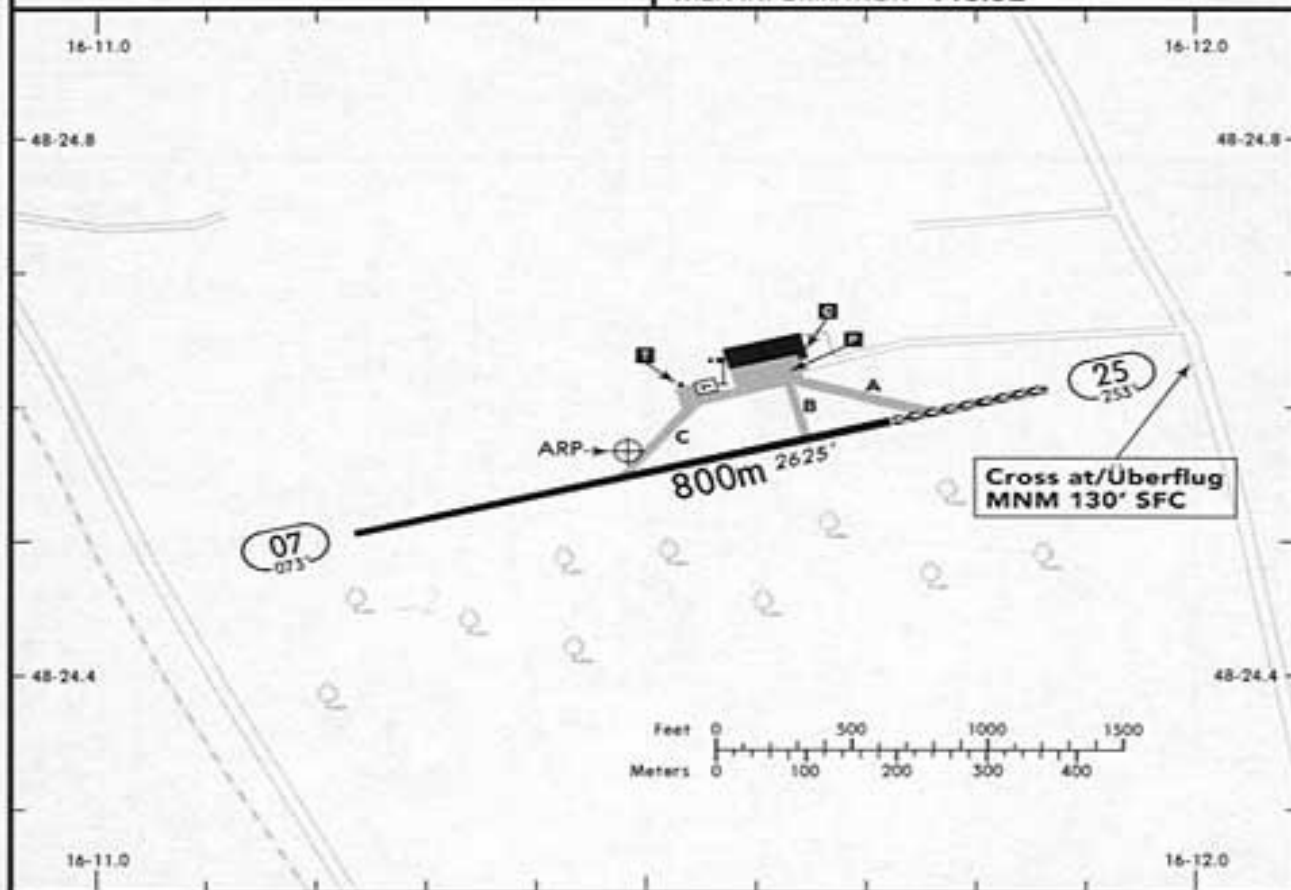 16-11.0
16-12.0
48-24.8
48-24.8
A
B
C
ARP
25
253°
800m 2625'
Cross at/Überflug
MNM 130' SFC
07
073°
48-24.4
48-24.4
Feet 0 500 1000 1500
Meters 0 100 200 300 400
16-11.0
16-12.0